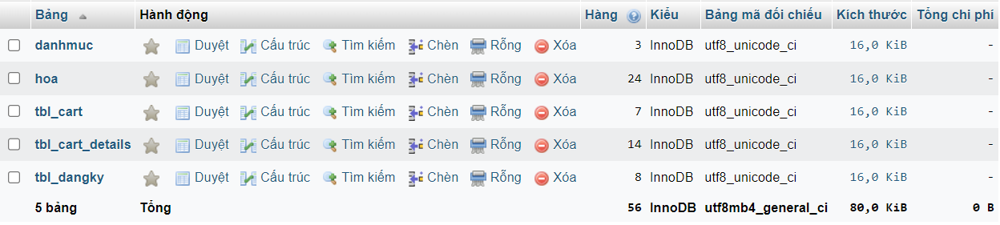 Bảng Hành động Hàng Kiểu Bảng mã đối chiếu Kích thước Tổng chi phí
danhmuc Duyệt Cấu trúc Tìm kiếm Chèn Rỗng Xóa 3 InnoDB utf8_unicode_ci 16,0 KiB -
hoa Duyệt Cấu trúc Tìm kiếm Chèn Rỗng Xóa 24 InnoDB utf8_unicode_ci 16,0 KiB -
tbl_cart Duyệt Cấu trúc Tìm kiếm Chèn Rỗng Xóa 7 InnoDB utf8_unicode_ci 16,0 KiB -
tbl_cart_details Duyệt Cấu trúc Tìm kiếm Chèn Rỗng Xóa 14 InnoDB utf8_unicode_ci 16,0 KiB -
tbl_dangky Duyệt Cấu trúc Tìm kiếm Chèn Rỗng Xóa 8 InnoDB utf8_unicode_ci 16,0 KiB -
5 bảng Tổng 56 InnoDB utf8mb4_general_ci 80,0 KiB 0 B